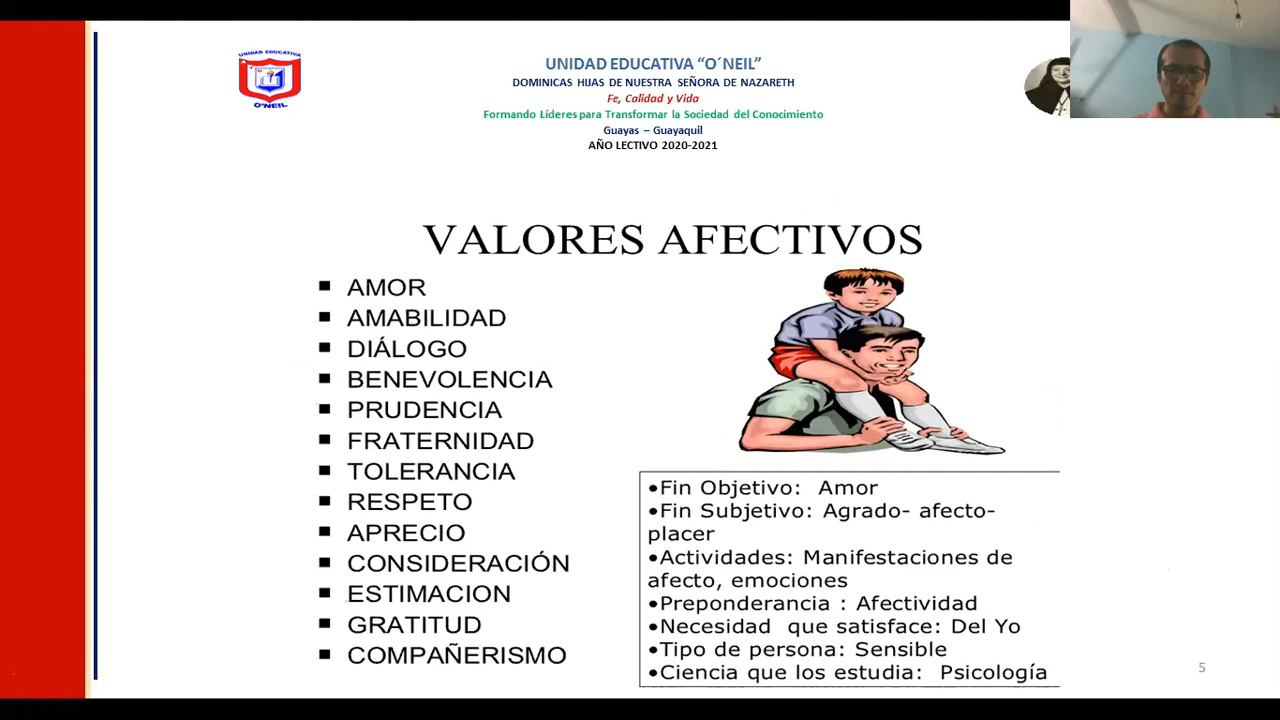 UNIDAD EDUCATIVA
O'NEIL
UNIDAD EDUCATIVA “O´NEIL”
DOMINICAS HIJAS DE NUESTRA SEÑORA DE NAZARETH
Fe, Calidad y Vida
Formando Líderes para Transformar la Sociedad del Conocimiento
Guayas – Guayaquil
AÑO LECTIVO 2020-2021
VALORES AFECTIVOS
▪ AMOR
▪ AMABILIDAD
▪ DIÁLOGO
▪ BENEVOLENCIA
▪ PRUDENCIA
▪ FRATERNIDAD
▪ TOLERANCIA
▪ RESPETO
▪ APRECIO
▪ CONSIDERACIÓN
▪ ESTIMACION
▪ GRATITUD
▪ COMPAÑERISMO
•Fin Objetivo: Amor
•Fin Subjetivo: Agrado- afecto-
placer
•Actividades: Manifestaciones de
afecto, emociones
•Preponderancia : Afectividad
•Necesidad que satisface: Del Yo
•Tipo de persona: Sensible
•Ciencia que los estudia: Psicología
5